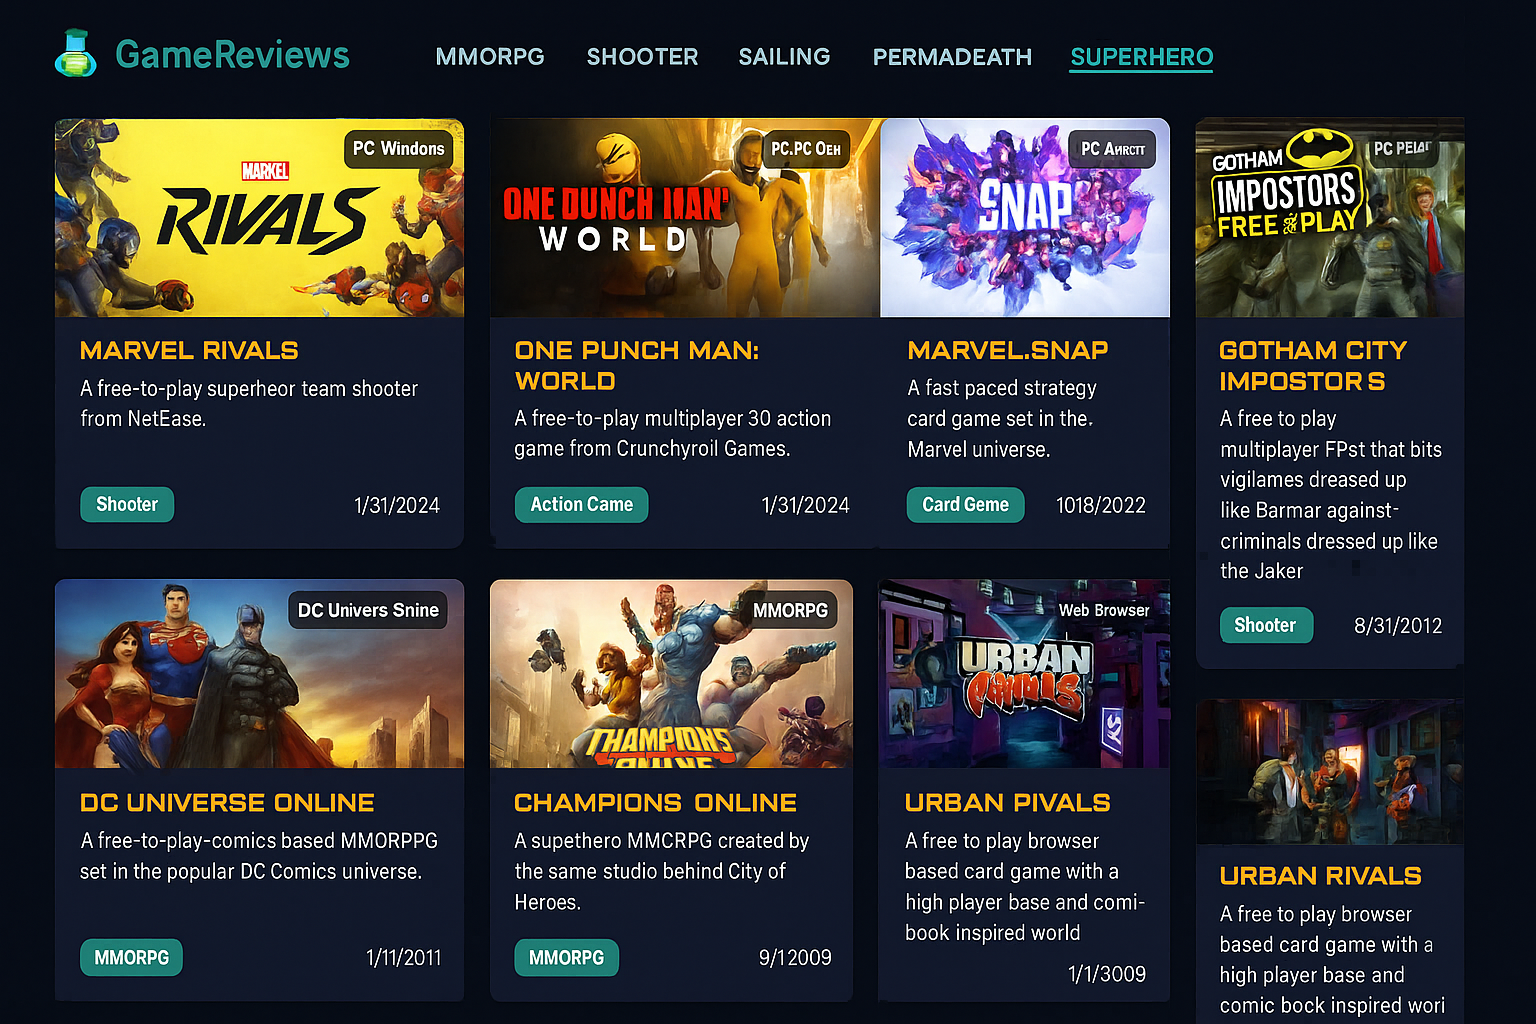 GameReviews
MMORPG
SHOOTER
SAILING
PERMADEATH
SUPERHERO
PC Windons
MARKEL
RIVALS
MARVEL RIVALS
A free-to-play superheor team shooter
from NetEase.
Shooter
1/31/2024
PC.PC OEH
ONE DUNCH MAN'
WORLD
ONE PUNCH MAN:
WORLD
A free-to-play multiplayer 30 action
game from Crunchyroil Games.
Action Came
1/31/2024
PC
SNAP
MARVEL.SNAP
A fast paced strategy
card game set in the.
Marvel universe.
Card Geme
1018/2022
PC
GOTHAM
IMPOSTORS
FREE PLAY
GOTHAM CITY
IMPOSTORS
A free to play
multiplayer FPst that bits
vigilames dreased up
like Barmar against-
criminals dressed up like
the Jaker
Shooter
8/31/2012
DC Univers Snine
DC UNIVERSE ONLINE
A free-to-play-comics based MMORPPG
set in the popular DC Comics universe.
MMORPG
1/11/2011
MMORPG
THAMPIONS
CHAMPIONS ONLINE
A supethero MMCRPG created by
the same studio behind City of
Heroes.
MMORPG
9/12009
Web Browser
URBAN
URBAN PIVALS
A free to play browser
based card game with a
high player base and comi-
book inspired world
1/1/3009
URBAN RIVALS
A free to play browser
based card game with a
high player base and
comic bock inspired wori